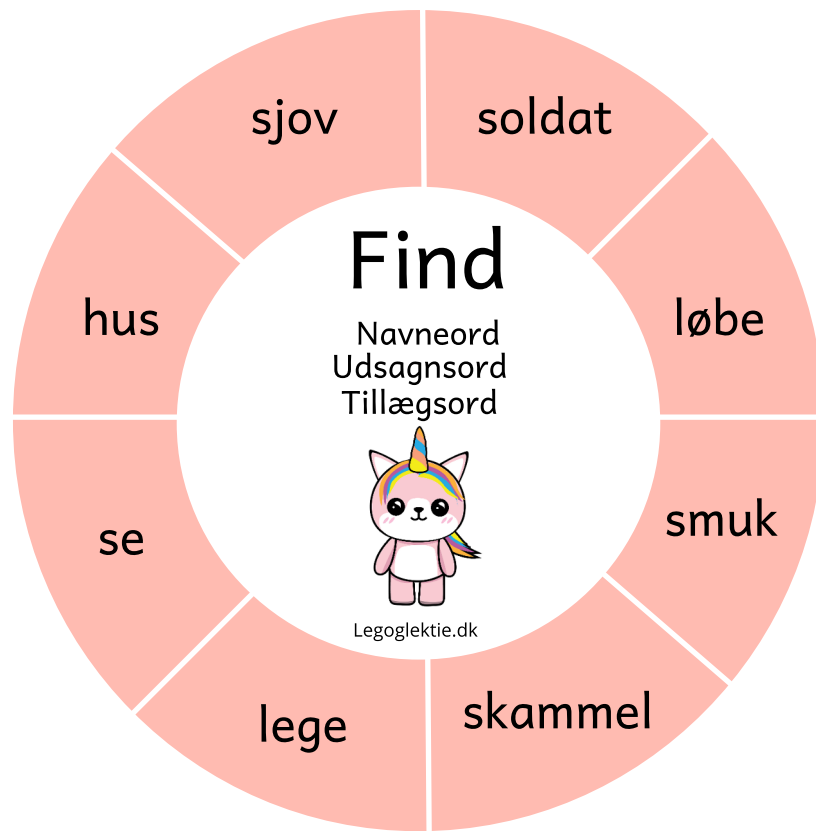 sjov
soldat
Find
hus
løbe
Navneord
Udsagnsord
Tillægsord
se
smuk
Legoglektie.dk
lege
skammel